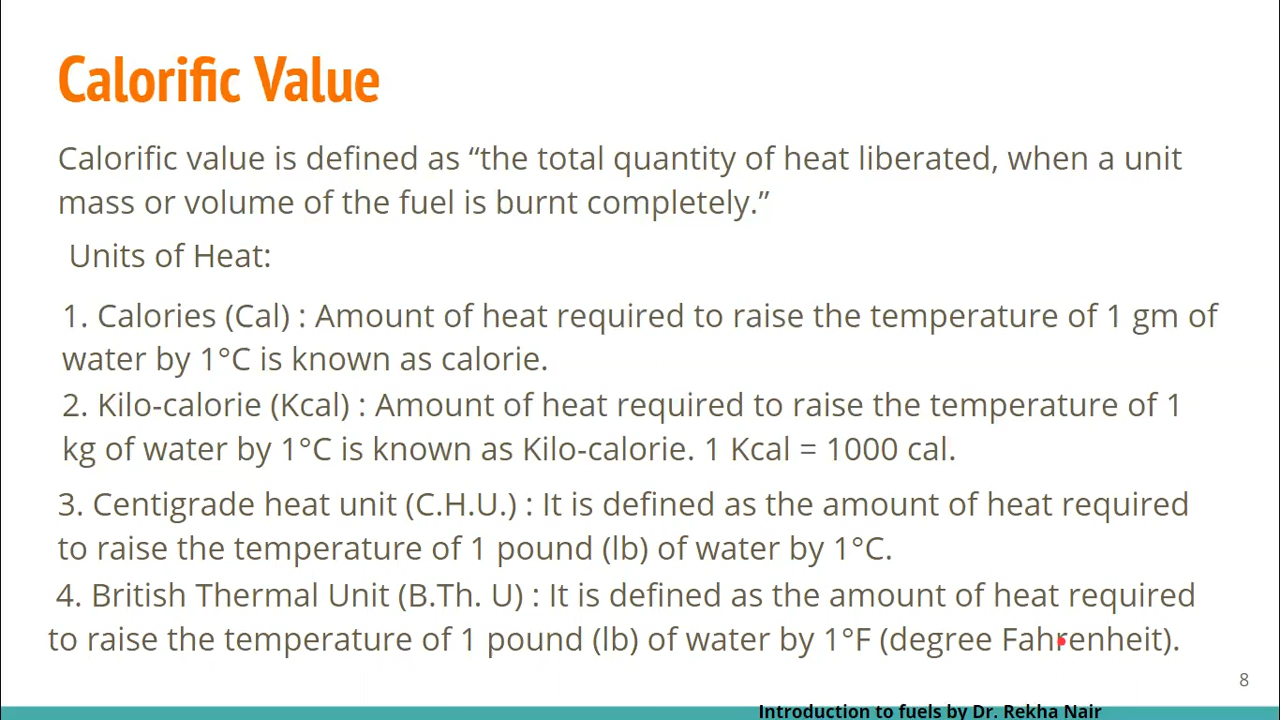 Calorific Value
Calorific value is defined as “the total quantity of heat liberated, when a unit
mass or volume of the fuel is burnt completely.”
Units of Heat:
1. Calories (Cal) : Amount of heat required to raise the temperature of 1 gm of
water by 1°C is known as calorie.
2. Kilo-calorie (Kcal) : Amount of heat required to raise the temperature of 1
kg of water by 1°C is known as Kilo-calorie. 1 Kcal = 1000 cal.
3. Centigrade heat unit (C.H.U.) : It is defined as the amount of heat required
to raise the temperature of 1 pound (lb) of water by 1°C.
4. British Thermal Unit (B.Th. U) : It is defined as the amount of heat required
to raise the temperature of 1 pound (lb) of water by 1°F (degree Fahrenheit).
8
Introduction to fuels by Dr. Rekha Nair